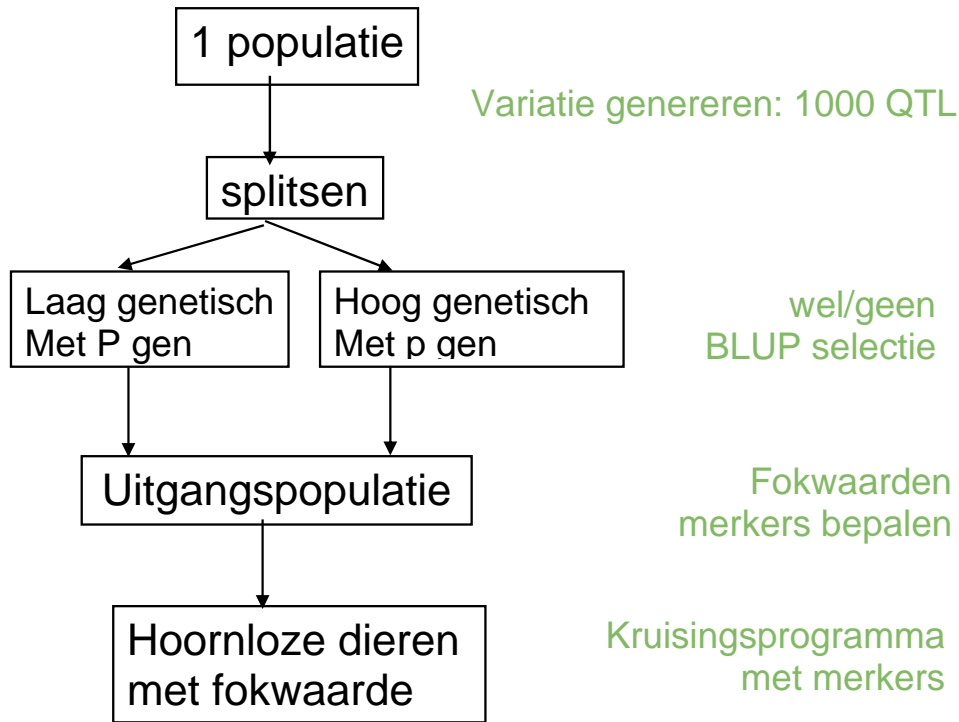 1 populatie
Variatie genereren: 1000 QTL
splitsen
Laag genetisch
Met P gen
Hoog genetisch
Met p gen
wel/geen
BLUP selectie
Uitgangspopulatie
Fokwaarden
merkers bepalen
Hoornloze dieren
met fokwaarde
Kruisingsprogramma
met merkers